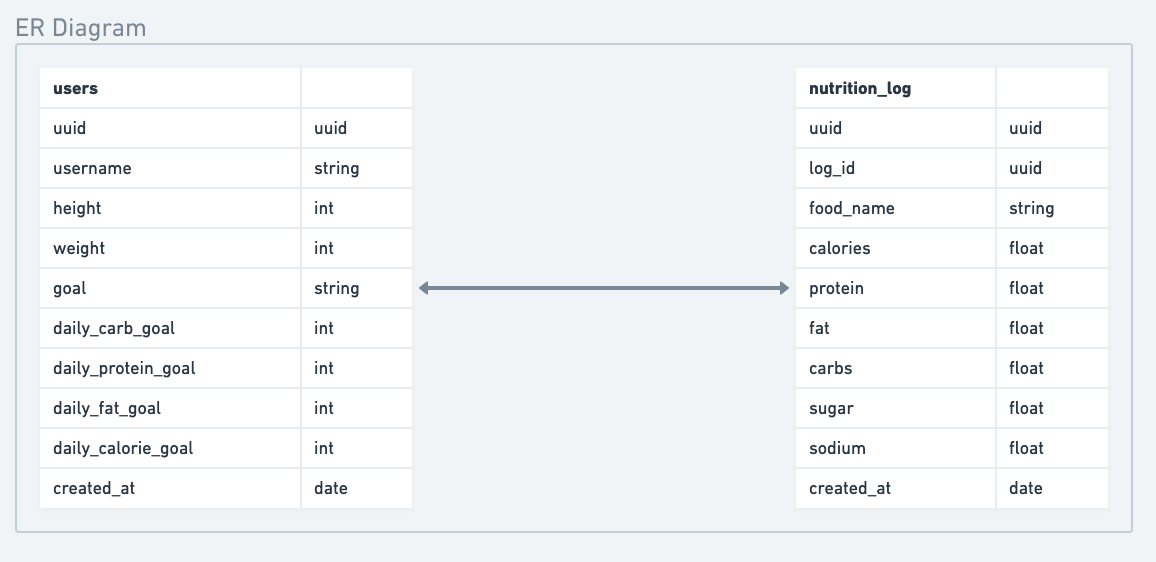 ER Diagram
users
uuid uuid
username string
height int
weight int
goal string
daily_carb_goal int
daily_protein_goal int
daily_fat_goal int
daily_calorie_goal int
created_at date
nutrition_log
uuid uuid
log_id uuid
food_name string
calories float
protein float
fat float
carbs float
sugar float
sodium float
created_at date